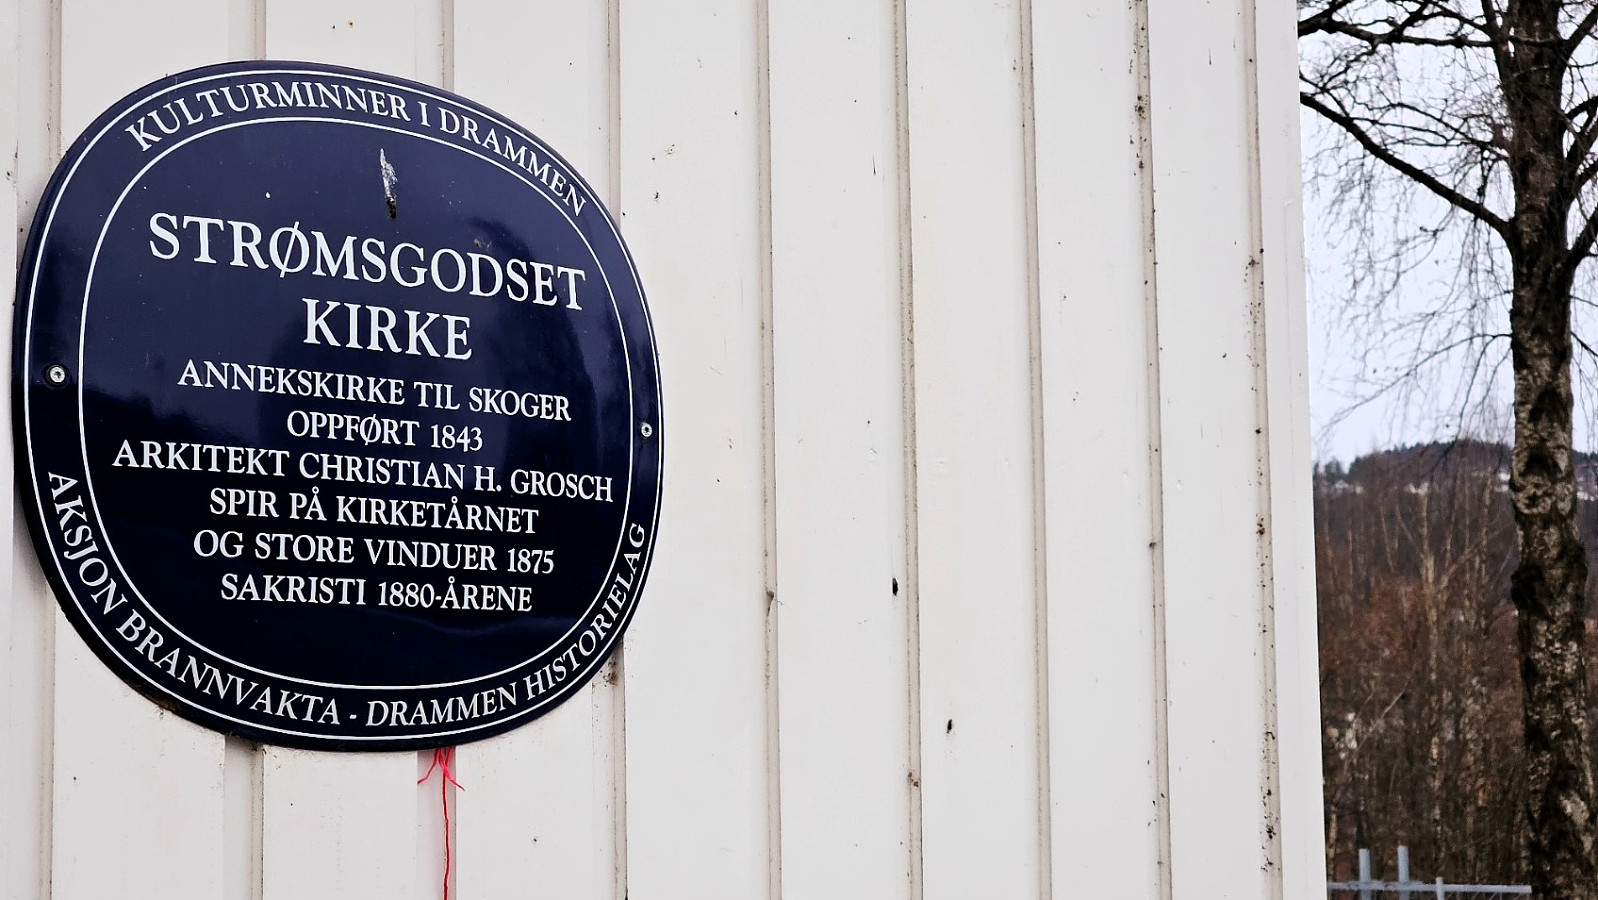 KULTURMINNER I DRAMMEN
STRØMSGODSET
KIRKE
ANNEKSKIRKE TIL SKOGER
OPPFØRT 1843
ARKITEKT CHRISTIAN H. GROSCH
SPIR PÅ KIRKETÅRNET
OG STORE VINDUER 1875
SAKRISTI 1880-ÅRENE
AKSJON BRANNVAKTA - DRAMMEN HISTORIELAG